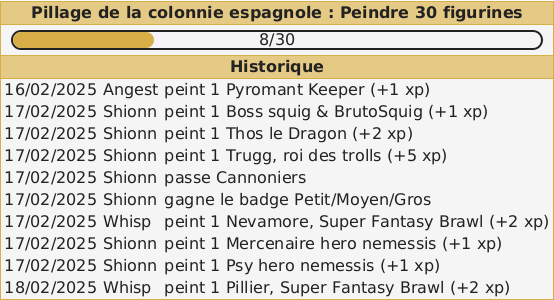 Pillage de la colonnie espagnole : Peindre 30 figurines
8/30
Historique
16/02/2025 Angest peint 1 Pyromant Keeper (+1 xp)
17/02/2025 Shionn peint 1 Boss squig & BrutoSquig (+1 xp)
17/02/2025 Shionn peint 1 Thos le Dragon (+2 xp)
17/02/2025 Shionn peint 1 Trugg, roi des trolls (+5 xp)
17/02/2025 Shionn passe Cannoniers
17/02/2025 Shionn gagne le badge Petit/Moyen/Gros
17/02/2025 Whisp peint 1 Nevamore, Super Fantasy Brawl (+2 xp)
17/02/2025 Shionn peint 1 Mercenaire hero nemessis (+1 xp)
17/02/2025 Shionn peint 1 Psy hero nemessis (+1 xp)
18/02/2025 Whisp peint 1 Pillier, Super Fantasy Brawl (+2 xp)